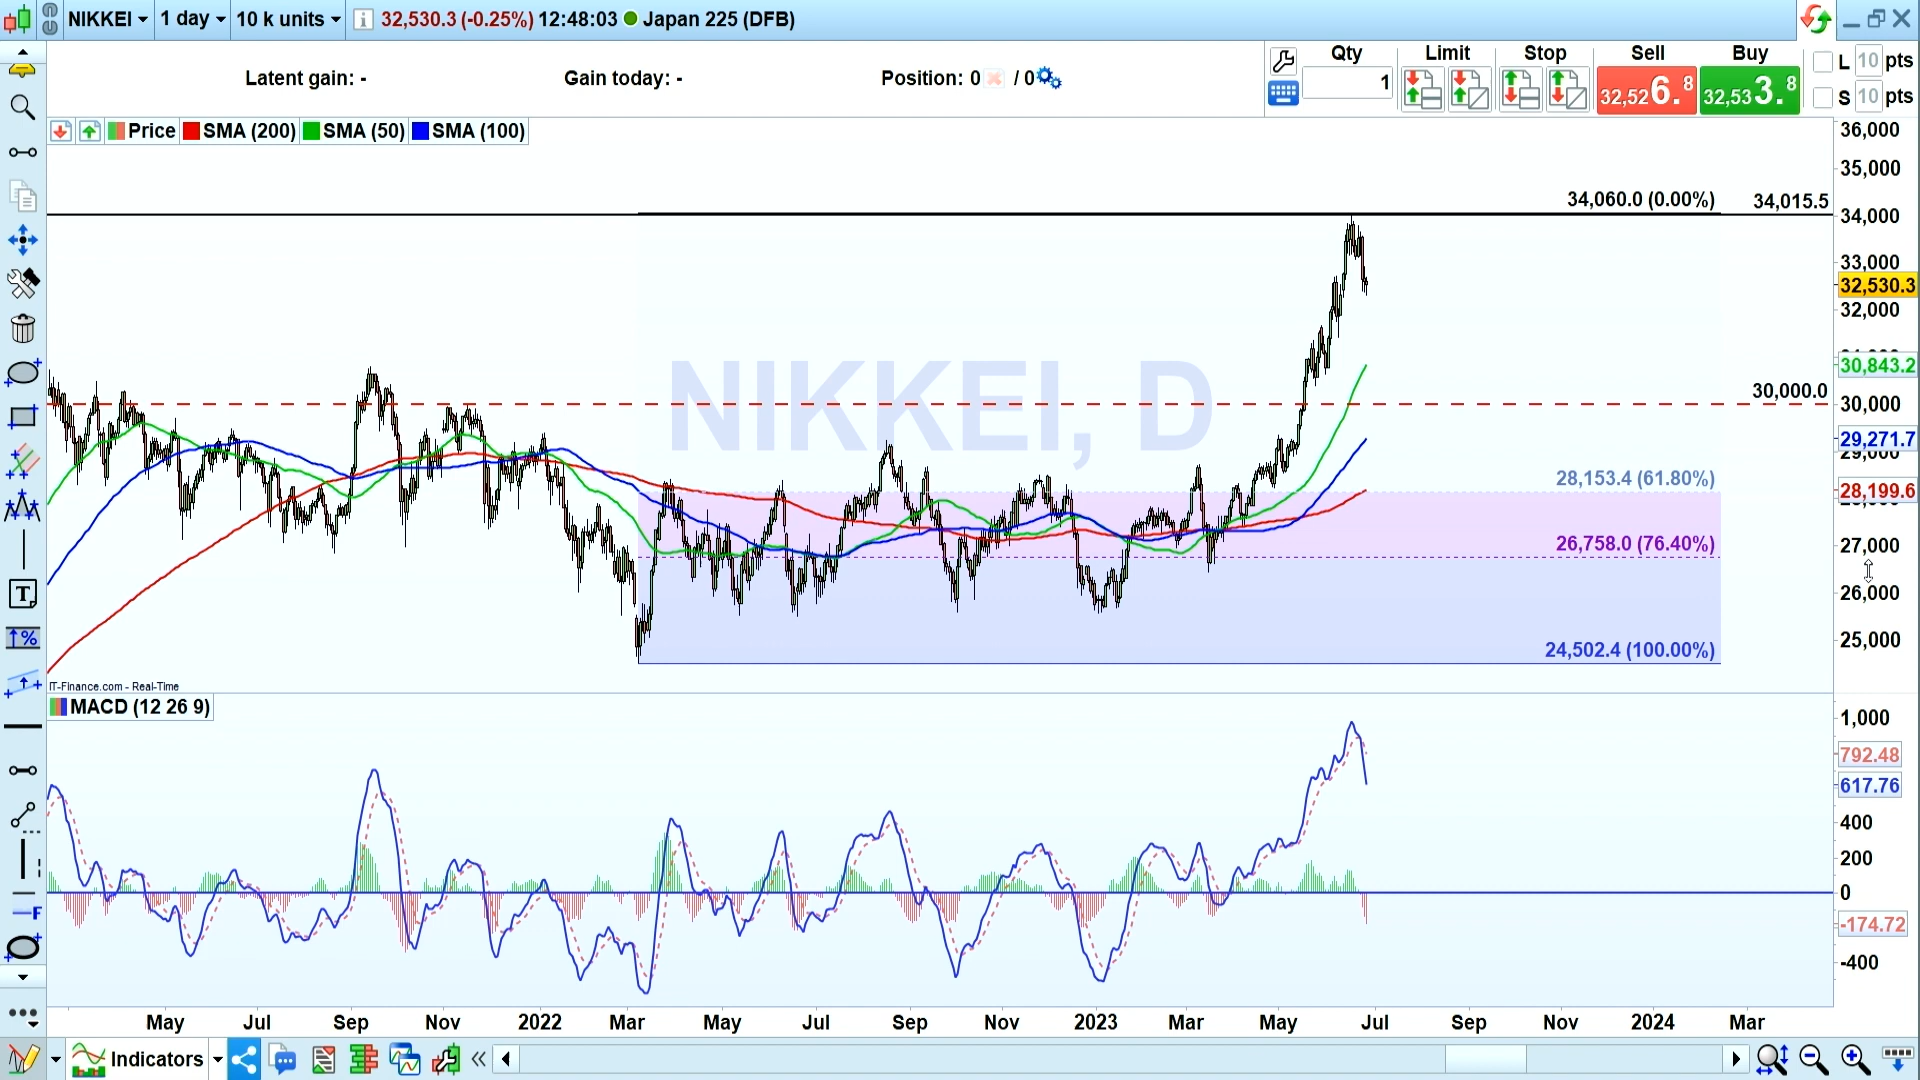 NIKKEI 1 day 10 k units 32,530.3 (-0.25%) 12:48:03 Japan 225 (DFB)
Latent gain: - Gain today: - Position: 0 / 0
Qty Limit Stop Sell Buy
1 32,526.8 32,533.8
L 10 pts
S 10 pts
Price SMA (200) SMA (50) SMA (100)
NIKKEI, D
34,060.0 (0.00%) 34,015.5
30,000.0
28,153.4 (61.80%)
26,758.0 (76.40%)
24,502.4 (100.00%)
36,000
35,000
34,000
33,000
32,530.3
32,000
30,843.2
30,000
29,271.7
29,000
28,199.6
27,000
26,000
25,000
IT-Finance.com - Real-Time
MACD (12 26 9)
1,000
792.48
617.76
400
200
0
-174.72
-400
May Jul Sep Nov 2022 Mar May Jul Sep Nov 2023 Mar May Jul Sep Nov 2024 Mar
T
%
F
Indicators